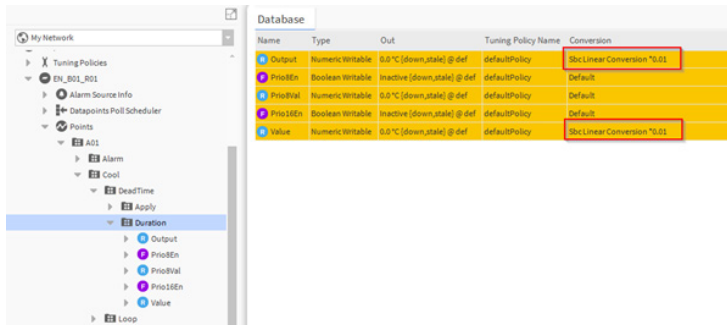 My Network
Tuning Policies
EN_B01_R01
Alarm Source Info
Datapoints Poll Scheduler
Points
A01
Alarm
Cool
DeadTime
Apply
Duration
Output
Prio8En
Prio8Val
Prio16En
Value
Loop
Database
Name Type Out Tuning Policy Name Conversion
Output Numeric Writable 0.0 °C {down,stale} @ def defaultPolicy Sbc Linear Conversion *0.01
Prio8En Boolean Writable Inactive {down,stale} @ def defaultPolicy Default
Prio8Val Numeric Writable 0.0 °C {down,stale} @ def defaultPolicy Default
Prio16En Boolean Writable Inactive {down,stale} @ def defaultPolicy Default
Value Numeric Writable 0.0 °C {down,stale} @ def defaultPolicy Sbc Linear Conversion *0.01